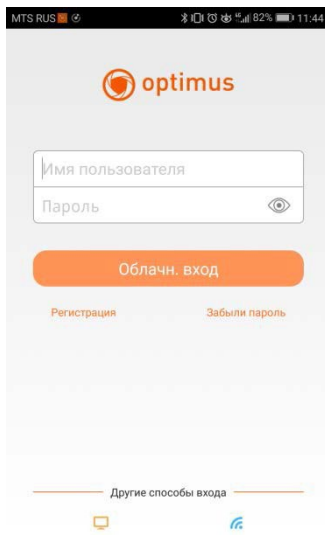 MTS RUS 82% 11:44
optimus
Имя пользователя
Пароль
Облачн. вход
Регистрация Забыли пароль
Другие способы входа